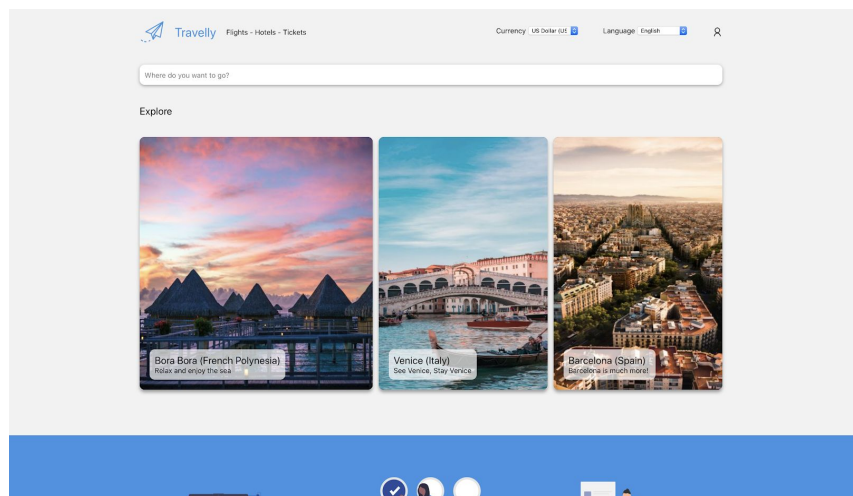 Travelly Flights - Hotels - Tickets Currency US Dollar (US Language English
Where do you want to go?
Explore
Bora Bora (French Polynesia)
Relax and enjoy the sea
Venice (Italy)
See Venice, Stay Venice
Barcelona (Spain)
Barcelona is much more!